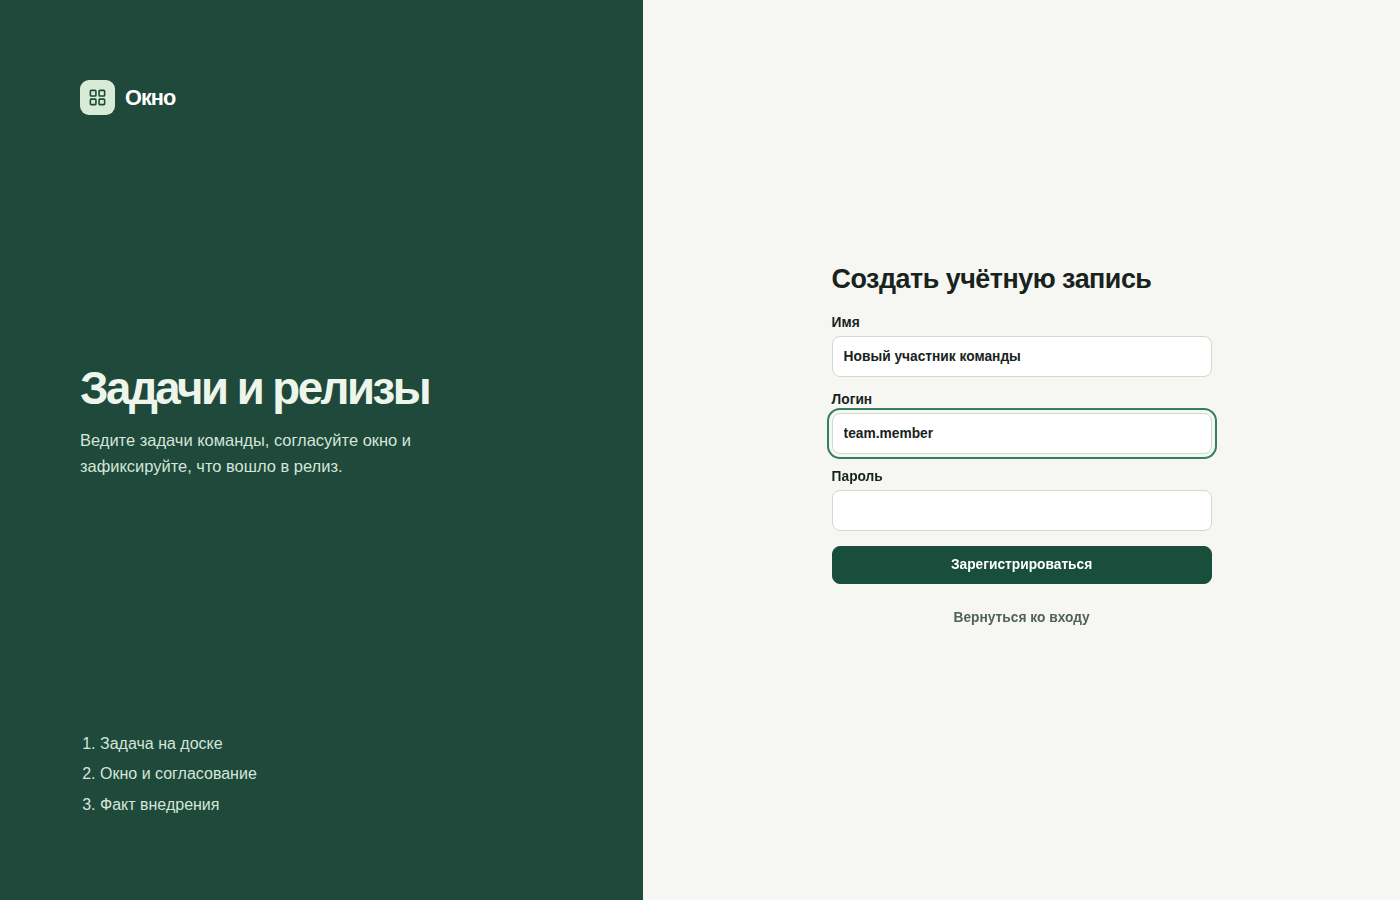 Окно
Задачи и релизы
Ведите задачи команды, согласуйте окно и
зафиксируйте, что вошло в релиз.
1. Задача на доске
2. Окно и согласование
3. Факт внедрения
Создать учётную запись
Имя
Новый участник команды
Логин
team.member
Пароль
Зарегистрироваться
Вернуться ко входу